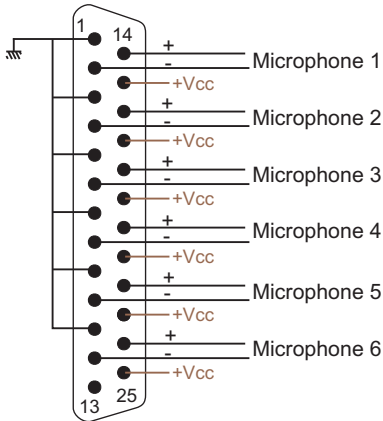 1
14
+
- Microphone 1
+Vcc
+
- Microphone 2
+Vcc
+
- Microphone 3
+Vcc
+
- Microphone 4
+Vcc
+
- Microphone 5
+Vcc
+
- Microphone 6
+Vcc
13 25